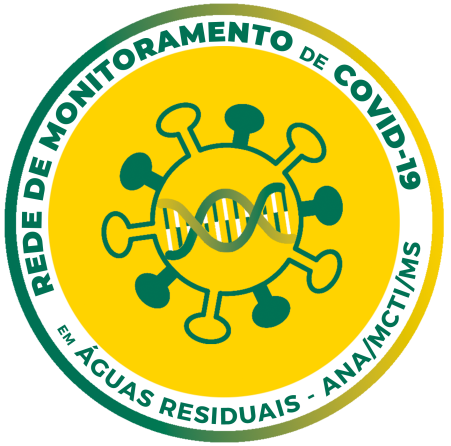 REDE DE MONITORAMENTO DE COVID-19
EM ÁGUAS RESIDUAIS - ANA/MCTI/MS